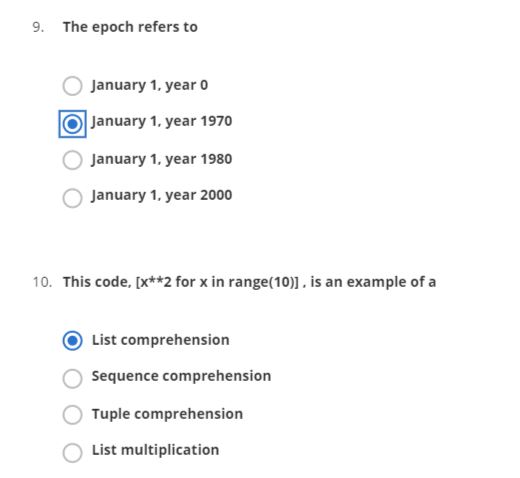 9. The epoch refers to
January 1, year 0
January 1, year 1970
January 1, year 1980
January 1, year 2000
10. This code, [x**2 for x in range(10)] , is an example of a
List comprehension
Sequence comprehension
Tuple comprehension
List multiplication